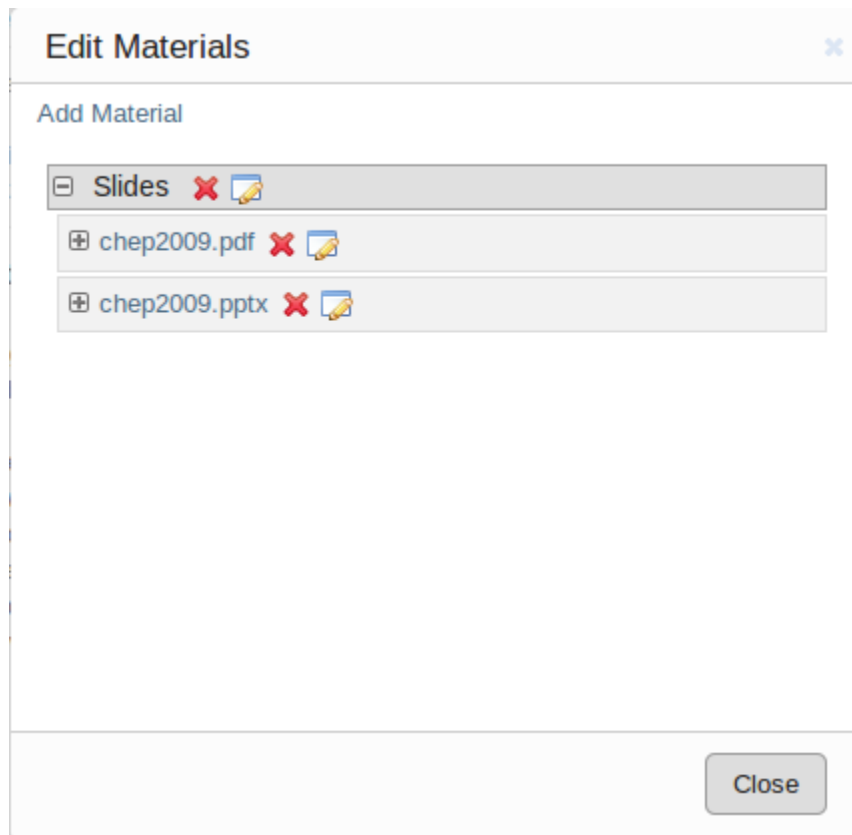 Edit Materials
Add Material
Slides
chep2009.pdf
chep2009.pptx
Close